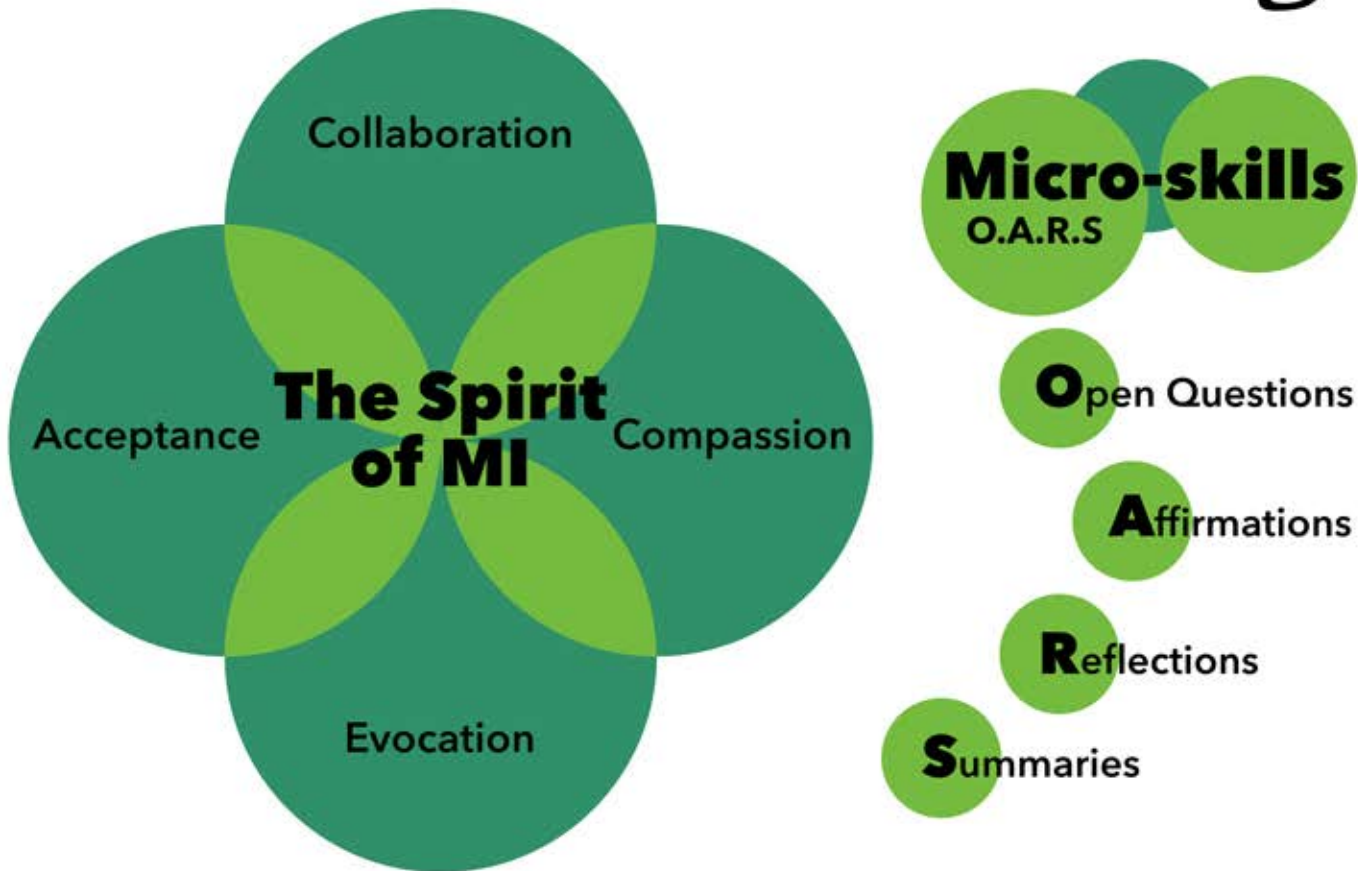 Collaboration
Acceptance
The Spirit
of MI
Compassion
Evocation
Micro-skills
O.A.R.S
Open Questions
Affirmations
Reflections
Summaries